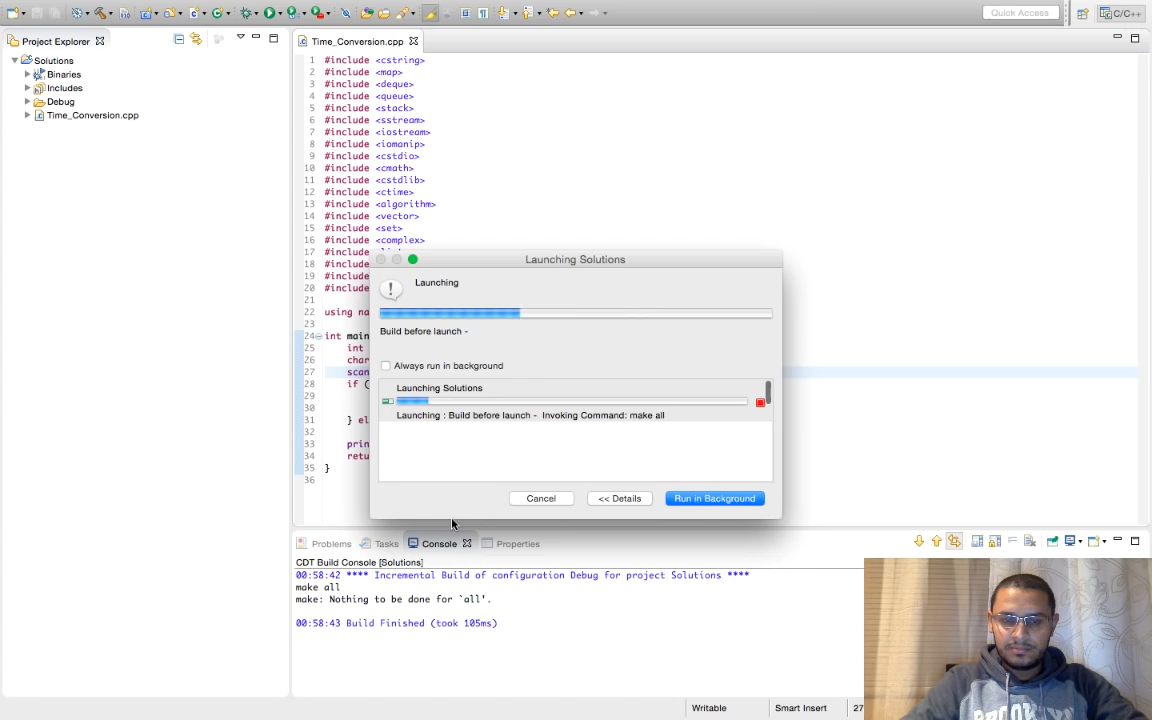 Quick Access
C/C++
Project Explorer
Solutions
Binaries
Includes
Debug
Time_Conversion.cpp
Time_Conversion.cpp
1 #include <cstring>
2 #include <map>
3 #include <deque>
4 #include <queue>
5 #include <stack>
6 #include <sstream>
7 #include <iostream>
8 #include <iomanip>
9 #include <cstdio>
10 #include <cmath>
11 #include <cstdlib>
12 #include <ctime>
13 #include <algorithm>
14 #include <vector>
15 #include <set>
16 #include <complex>
17 #include
18 #include
19 #include
20 #include
21
22 using na
23
24 int main
25 int
26 char
27 scan
28 if (
29
30
31 } el
32
33 prin
34 retu
35 }
36
Launching Solutions
Launching
Build before launch -
Always run in background
Launching Solutions
Launching : Build before launch - Invoking Command: make all
Cancel
<< Details
Run in Background
Problems
Tasks
Console
Properties
CDT Build Console [Solutions]
00:58:42 **** Incremental Build of configuration Debug for project Solutions ****
make all
make: Nothing to be done for `all'.
00:58:43 Build Finished (took 105ms)
Writable
Smart Insert
27
BROOKLYN